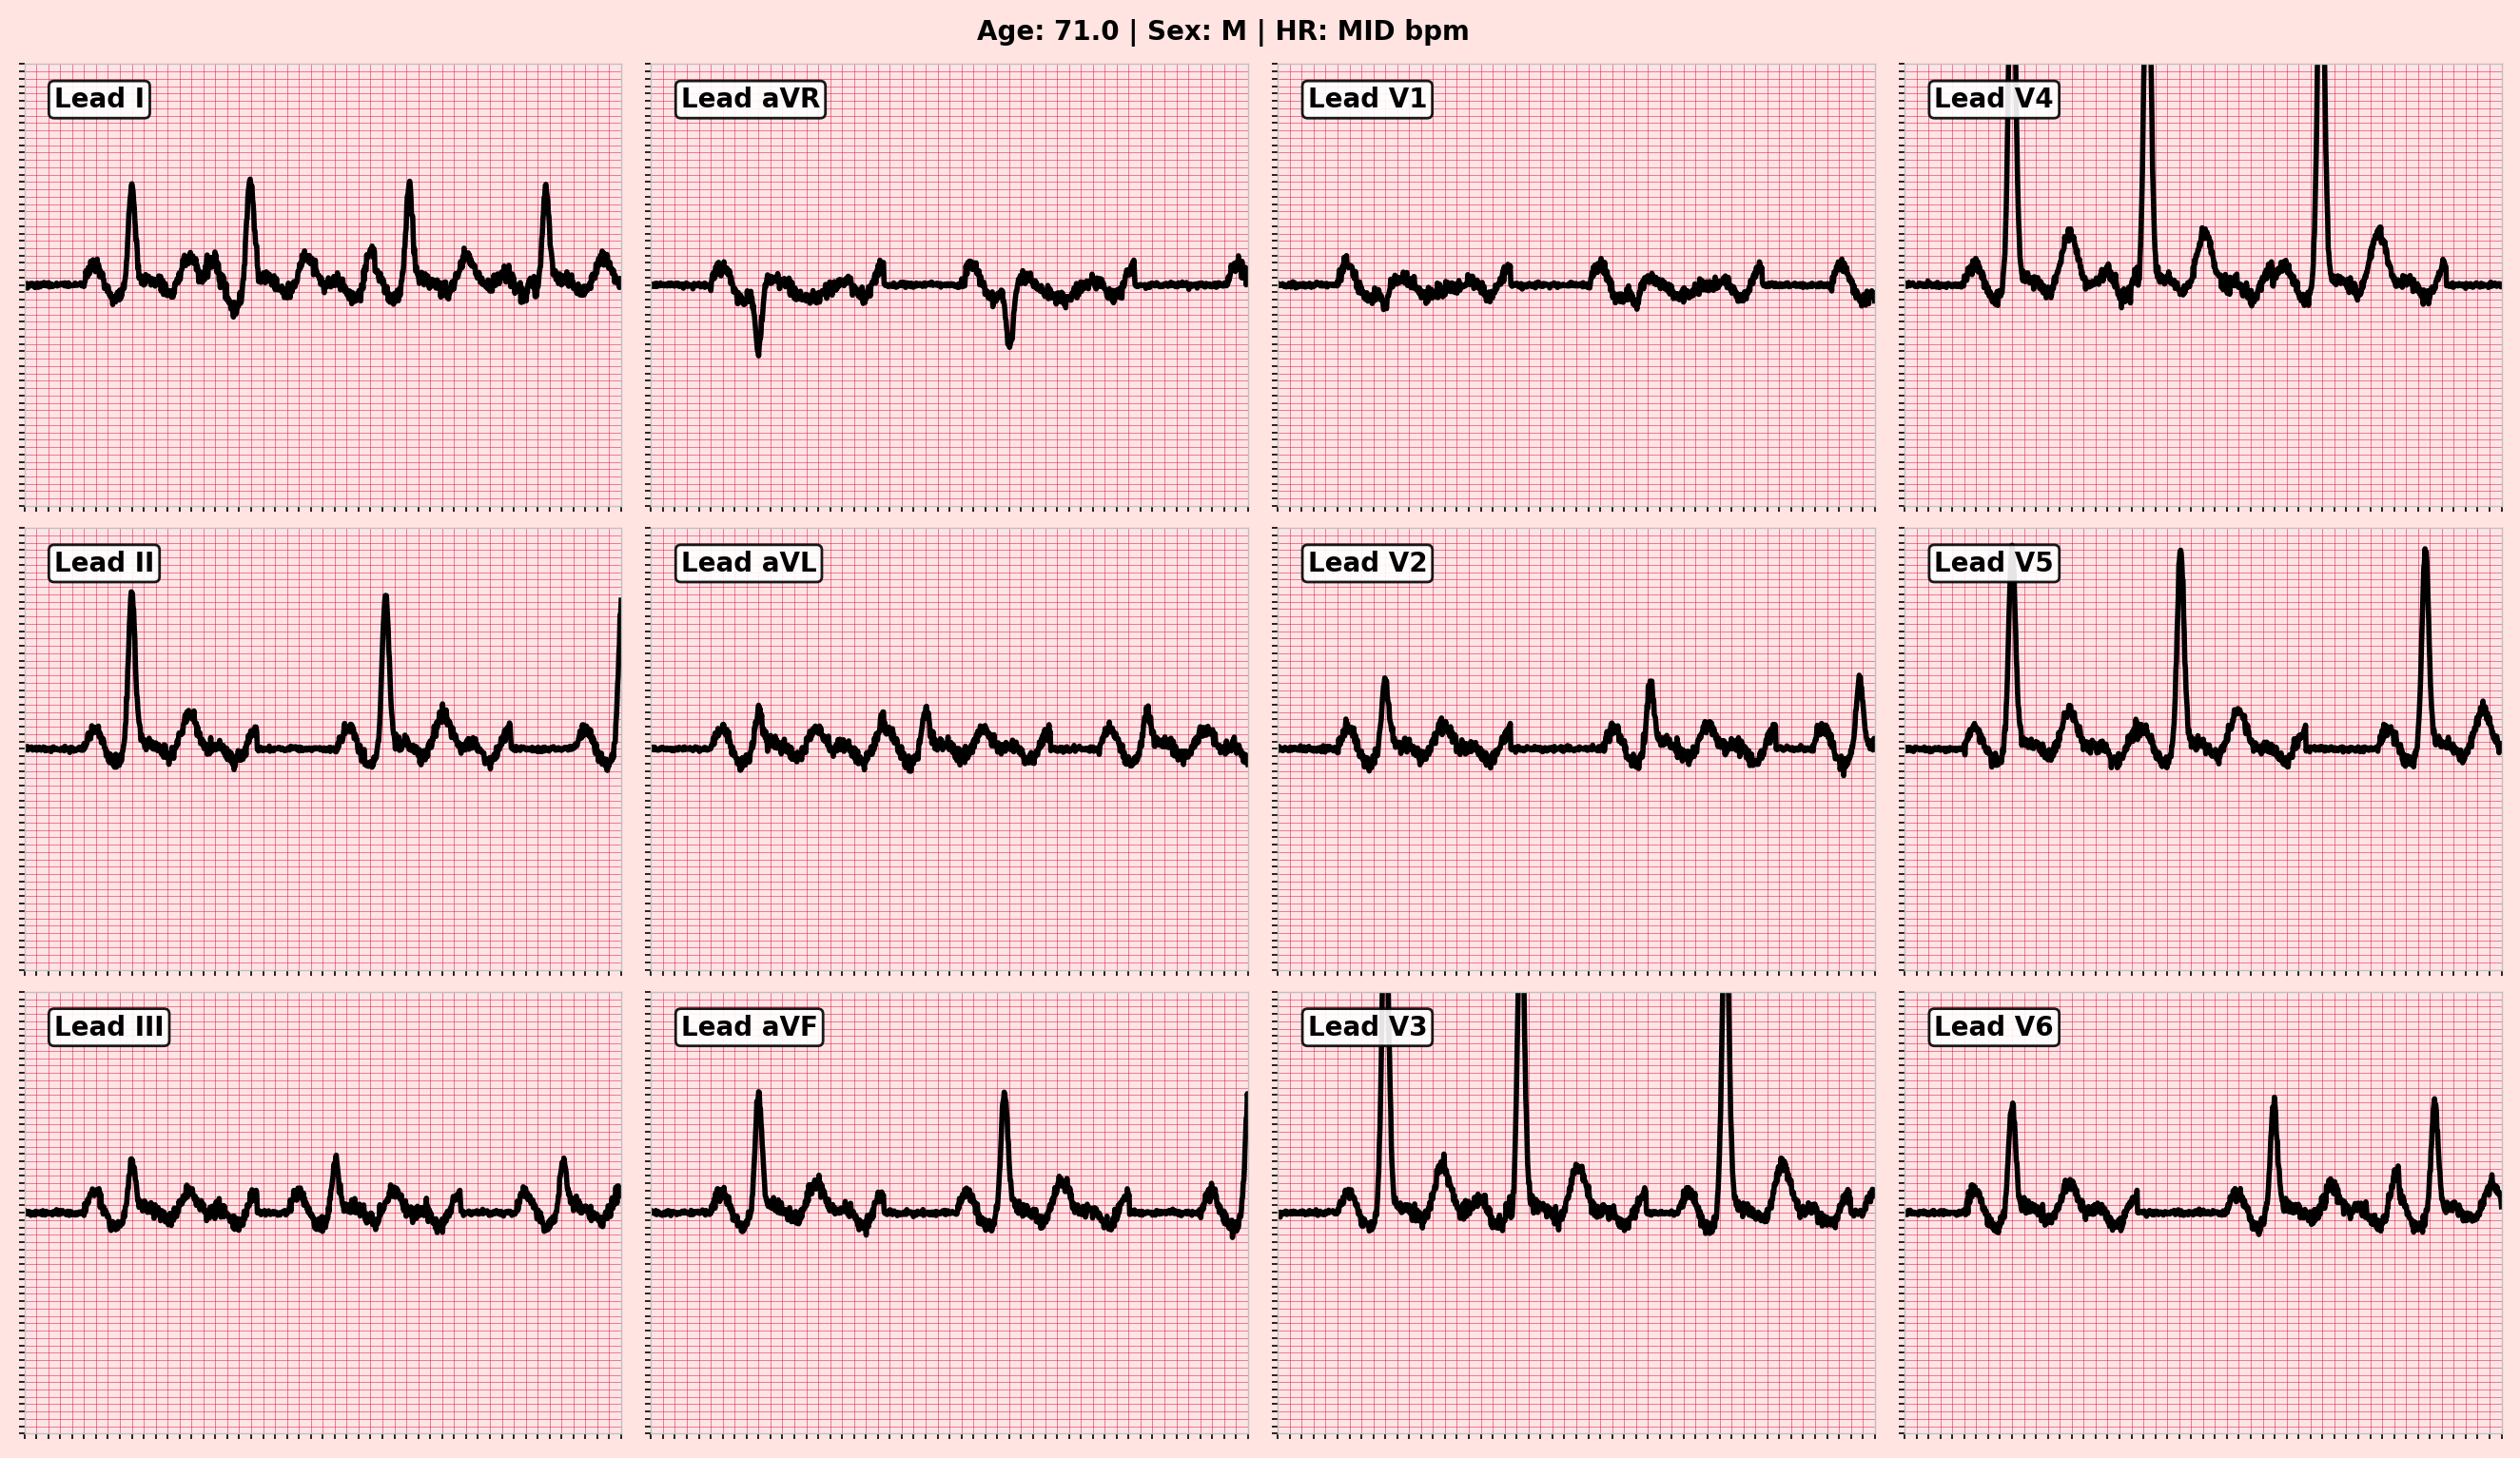 Age: 71.0 | Sex: M | HR: MID bpm
Lead I
Lead aVR
Lead V1
Lead V4
Lead II
Lead aVL
Lead V2
Lead V5
Lead III
Lead aVF
Lead V3
Lead V6